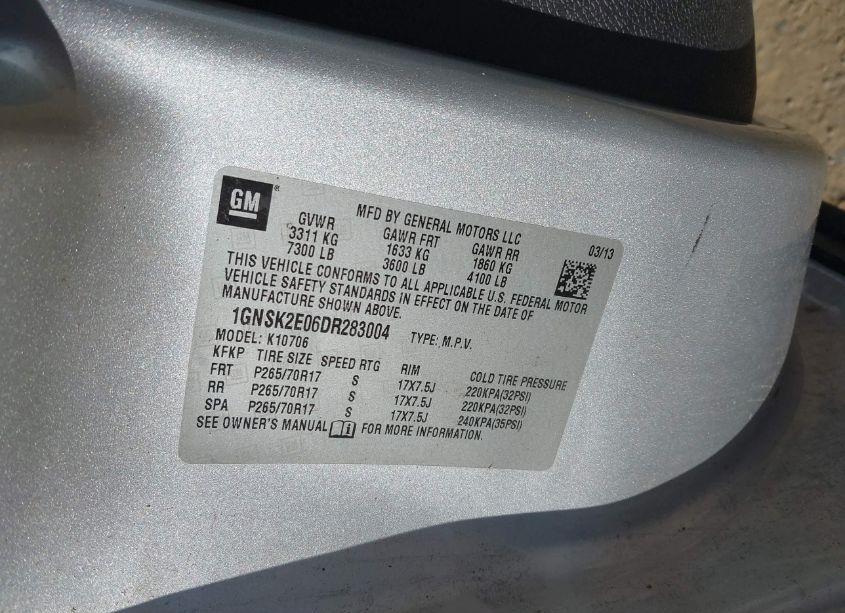 GM ®
MFD BY GENERAL MOTORS LLC
03/13
GVWR GAWR FRT GAWR RR
3311 KG 1633 KG 1860 KG
7300 LB 3600 LB 4100 LB
THIS VEHICLE CONFORMS TO ALL APPLICABLE U.S. FEDERAL MOTOR
VEHICLE SAFETY STANDARDS IN EFFECT ON THE DATE OF
MANUFACTURE SHOWN ABOVE.
1GNSK2E06DR283004 TYPE: M.P.V.
MODEL: K10706
KFKP TIRE SIZE SPEED RTG RIM COLD TIRE PRESSURE
FRT P265/70R17 S 17X7.5J 220KPA(32PSI)
RR P265/70R17 S 17X7.5J 220KPA(32PSI)
SPA P265/70R17 S 17X7.5J 240KPA(35PSI)
SEE OWNER'S MANUAL FOR MORE INFORMATION.